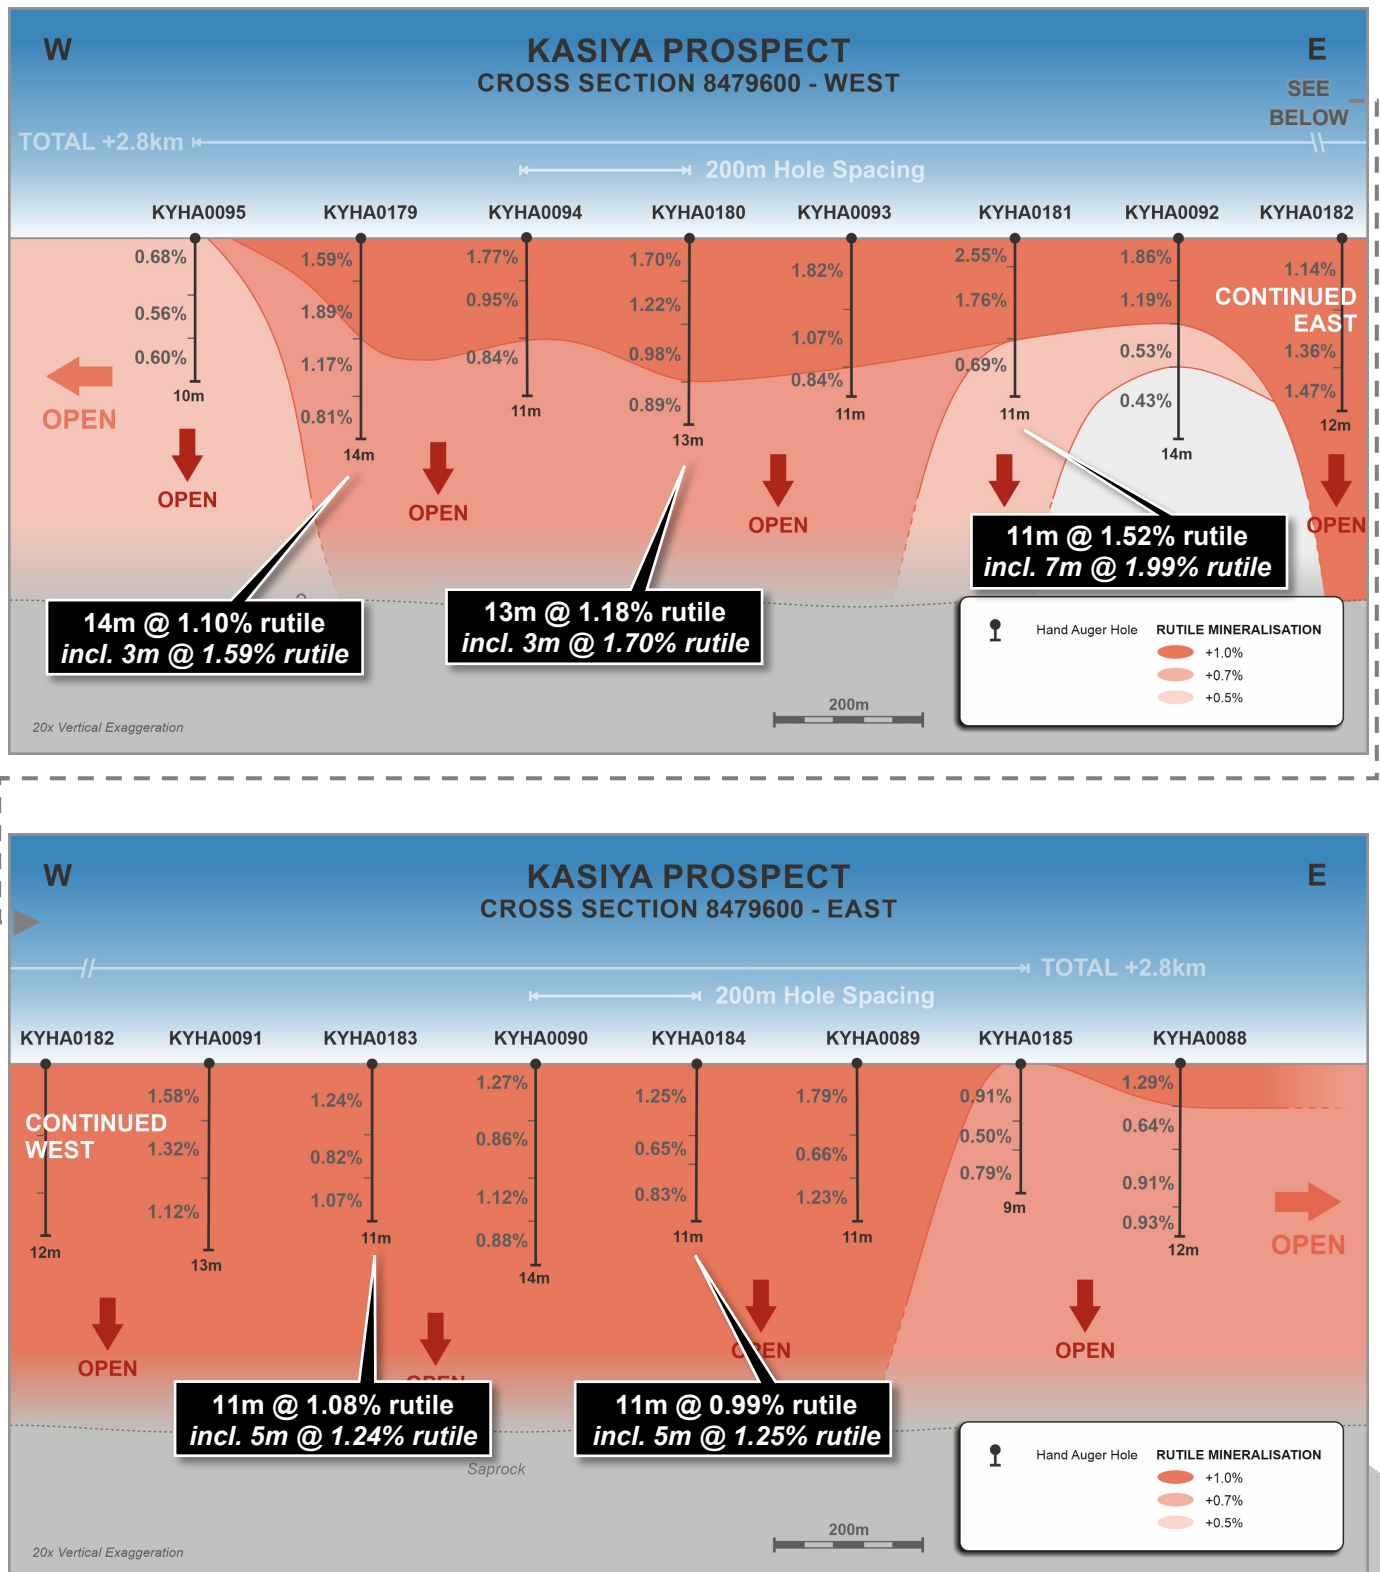 W
KASIYA PROSPECT
E
CROSS SECTION 8479600 - WEST
SEE
BELOW
TOTAL +2.8km
200m Hole Spacing
KYHA0095 KYHA0179 KYHA0094 KYHA0180 KYHA0093 KYHA0181 KYHA0092 KYHA0182
0.68% 1.59% 1.77% 1.70% 1.82% 2.55% 1.86% 1.14%
0.56% 1.89% 0.95% 1.22% 1.07% 1.76% 1.19% 1.36%
0.60% 1.17% 0.84% 0.98% 0.84% 0.69% 0.53% 1.47%
0.81% 0.89% 0.43%
CONTINUED
EAST
10m 14m 11m 13m 11m 11m 14m 12m
OPEN
OPEN OPEN OPEN OPEN
14m @ 1.10% rutile
incl. 3m @ 1.59% rutile
13m @ 1.18% rutile
incl. 3m @ 1.70% rutile
11m @ 1.52% rutile
incl. 7m @ 1.99% rutile
Hand Auger Hole
RUTILE MINERALISATION
+1.0%
+0.7%
+0.5%
200m
20x Vertical Exaggeration
W
KASIYA PROSPECT
E
CROSS SECTION 8479600 - EAST
TOTAL +2.8km
200m Hole Spacing
KYHA0182 KYHA0091 KYHA0183 KYHA0090 KYHA0184 KYHA0089 KYHA0185 KYHA0088
1.58% 1.24% 1.27% 1.25% 1.79% 0.91% 1.29%
1.32% 0.82% 0.86% 0.65% 0.66% 0.50% 0.64%
1.12% 1.07% 1.12% 0.83% 1.23% 0.79% 0.91%
0.88% 0.93%
CONTINUED
WEST
12m 13m 11m 14m 11m 11m 9m 12m
OPEN
OPEN OPEN OPEN OPEN
11m @ 1.08% rutile
incl. 5m @ 1.24% rutile
11m @ 0.99% rutile
incl. 5m @ 1.25% rutile
Saprock
Hand Auger Hole
RUTILE MINERALISATION
+1.0%
+0.7%
+0.5%
200m
20x Vertical Exaggeration